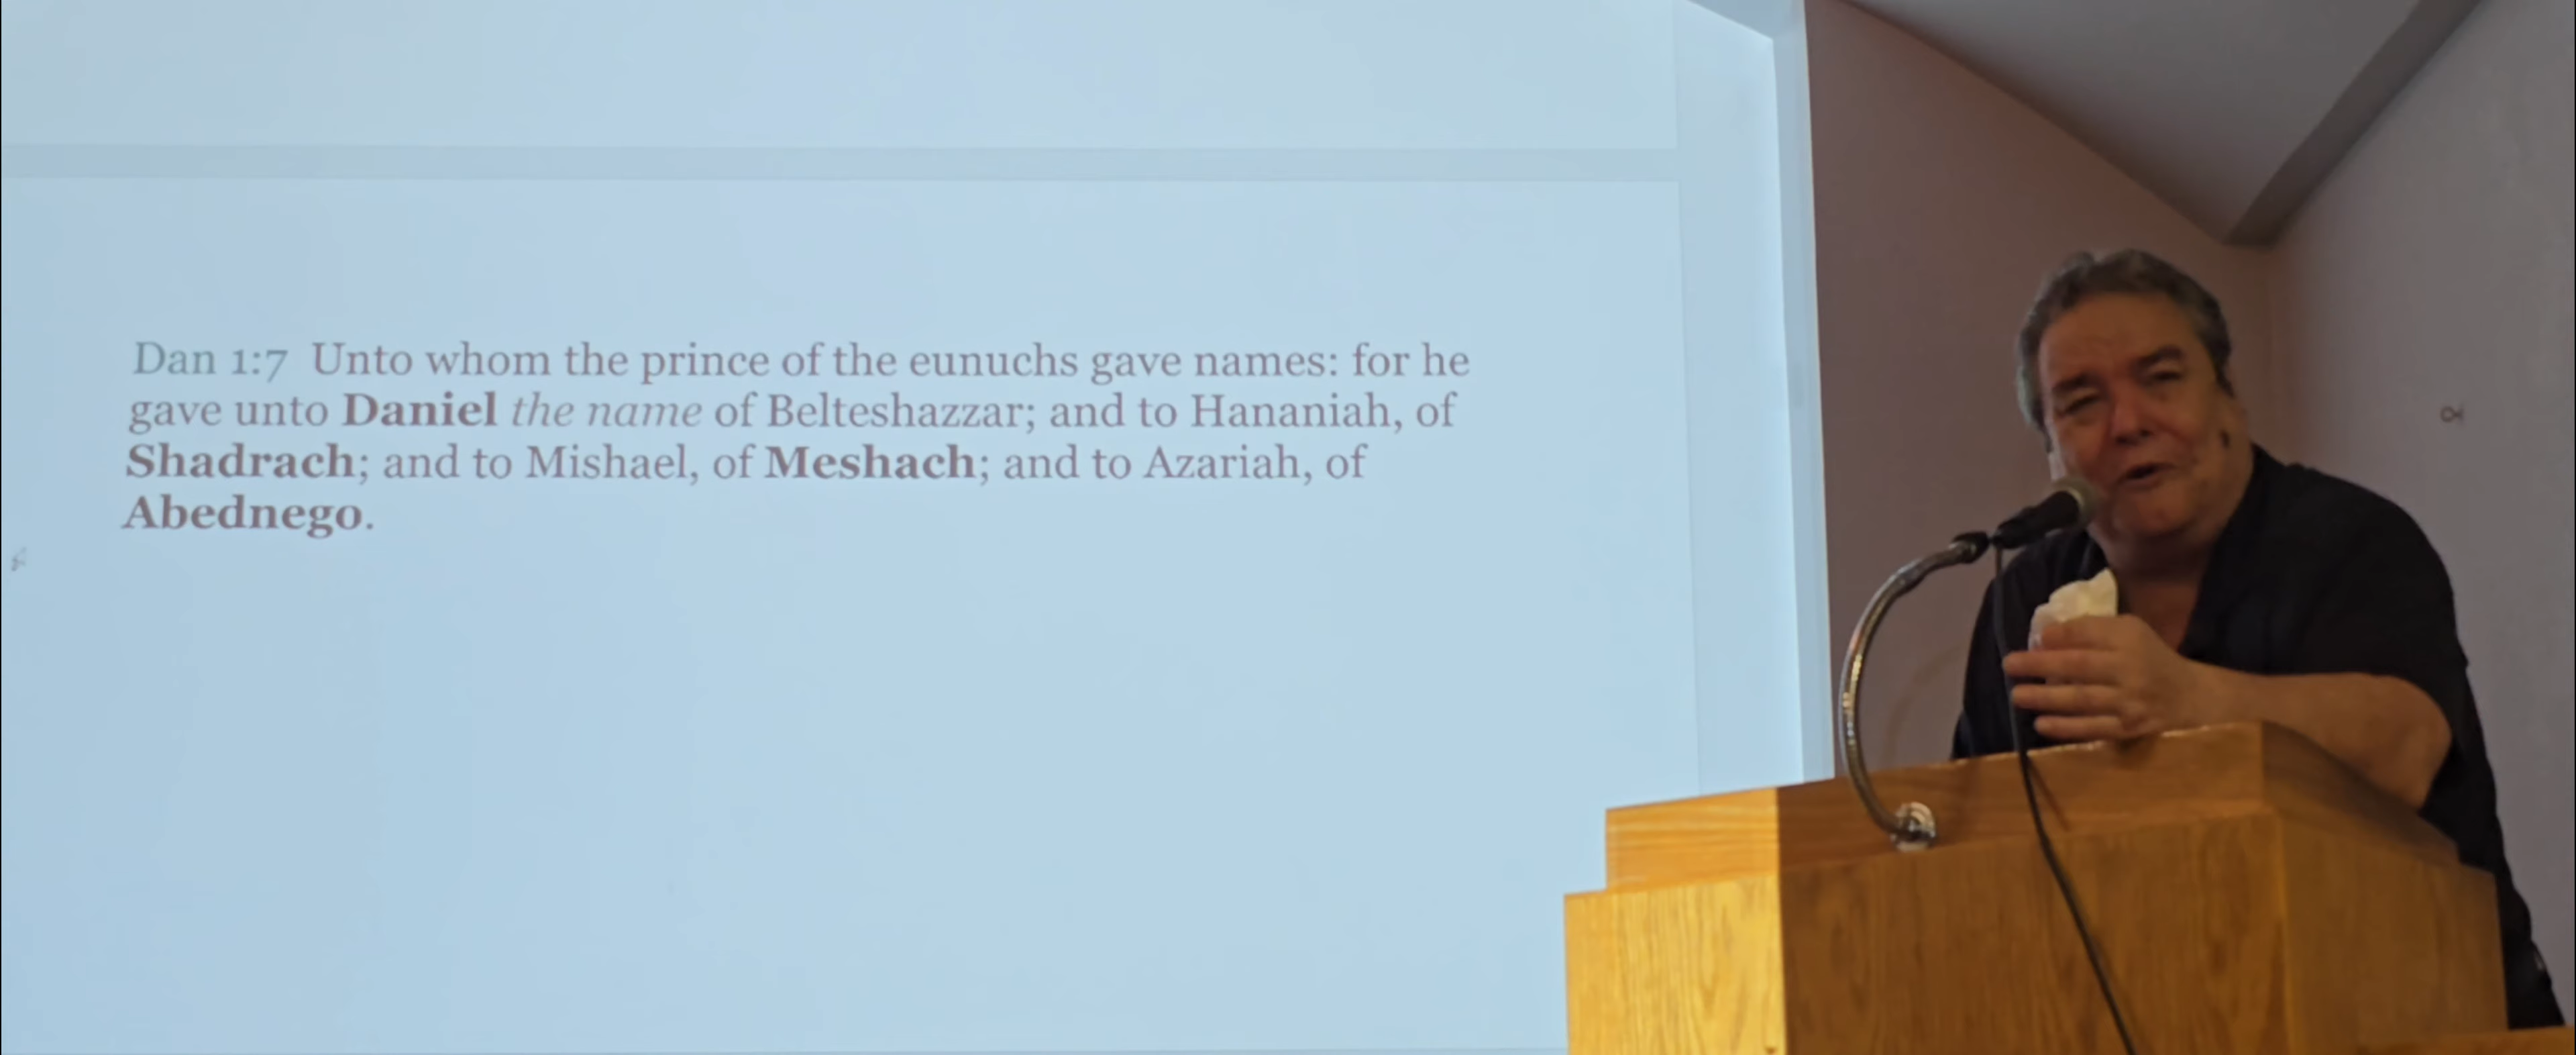 Dan 1:7 Unto whom the prince of the eunuchs gave names: for he
gave unto Daniel the name of Belteshazzar; and to Hananiah, of
Shadrach; and to Mishael, of Meshach; and to Azariah, of
Abednego.